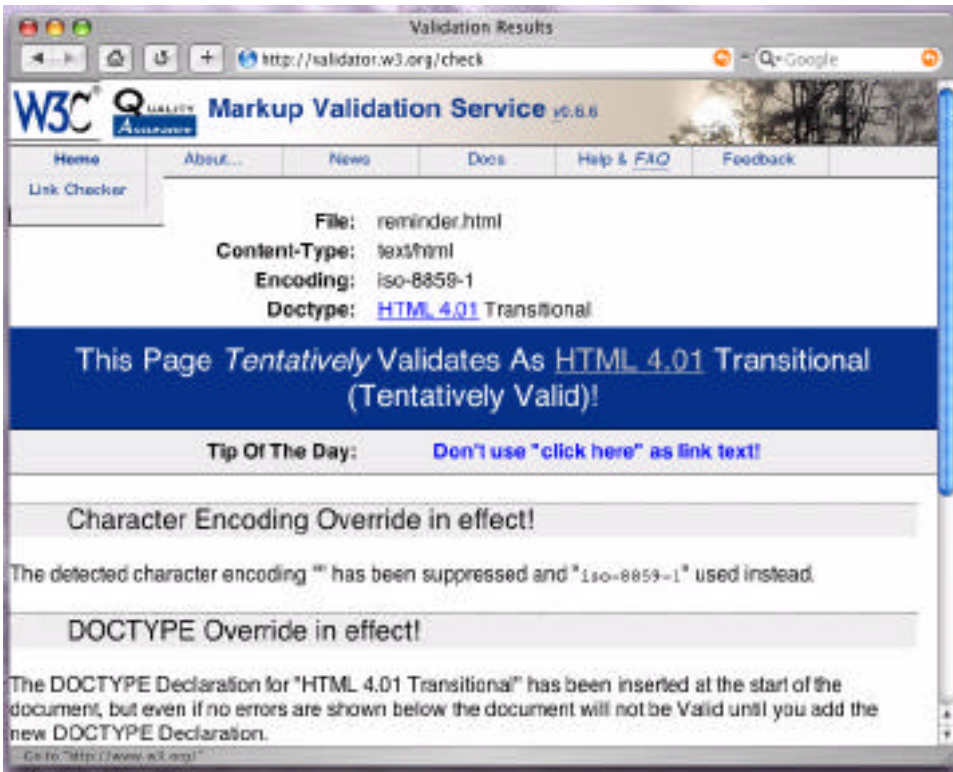 Validation Results
http://validator.w3.org/check
Google
W3C® QUALITY ASSURANCE Markup Validation Service v0.6.6
Home About... News Docs Help & FAQ Feedback
Link Checker
File: reminder.html
Content-Type: text/html
Encoding: iso-8859-1
Doctype: HTML 4.01 Transitional
This Page Tentatively Validates As HTML 4.01 Transitional
(Tentatively Valid)!
Tip Of The Day: Don't use "click here" as link text!
Character Encoding Override in effect!
The detected character encoding "" has been suppressed and "iso-8859-1" used instead.
DOCTYPE Override in effect!
The DOCTYPE Declaration for "HTML 4.01 Transitional" has been inserted at the start of the
document, but even if no errors are shown below the document will not be Valid until you add the
new DOCTYPE Declaration.
Go to "http://www.w3.org/"